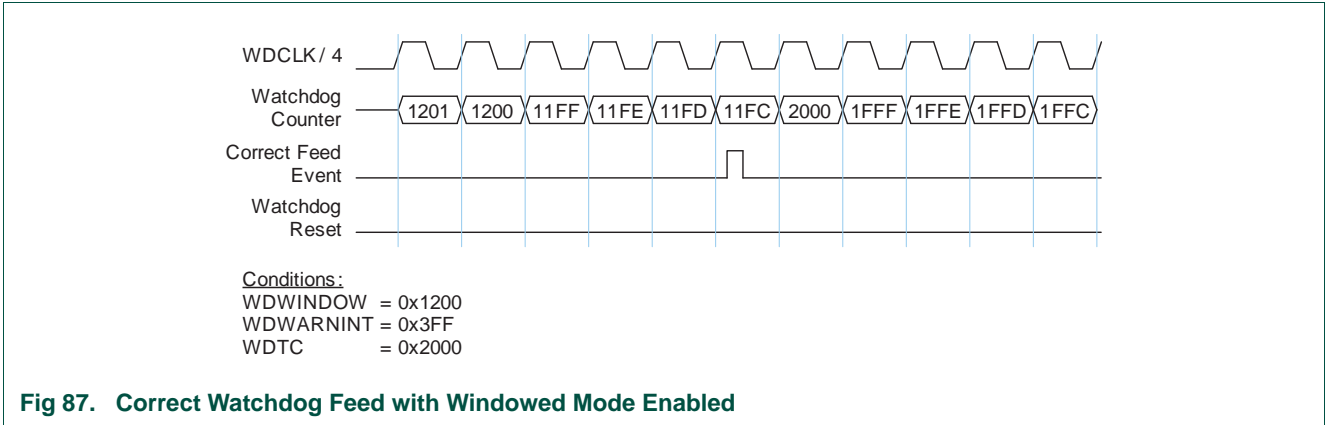 WDCLK / 4
Watchdog
Counter
1201 1200 11FF 11FE 11FD 11FC 2000 1FFF 1FFE 1FFD 1FFC
Correct Feed
Event
Watchdog
Reset
Conditions:
WDWINDOW = 0x1200
WDWARNINT = 0x3FF
WDTC = 0x2000
Fig 87. Correct Watchdog Feed with Windowed Mode Enabled